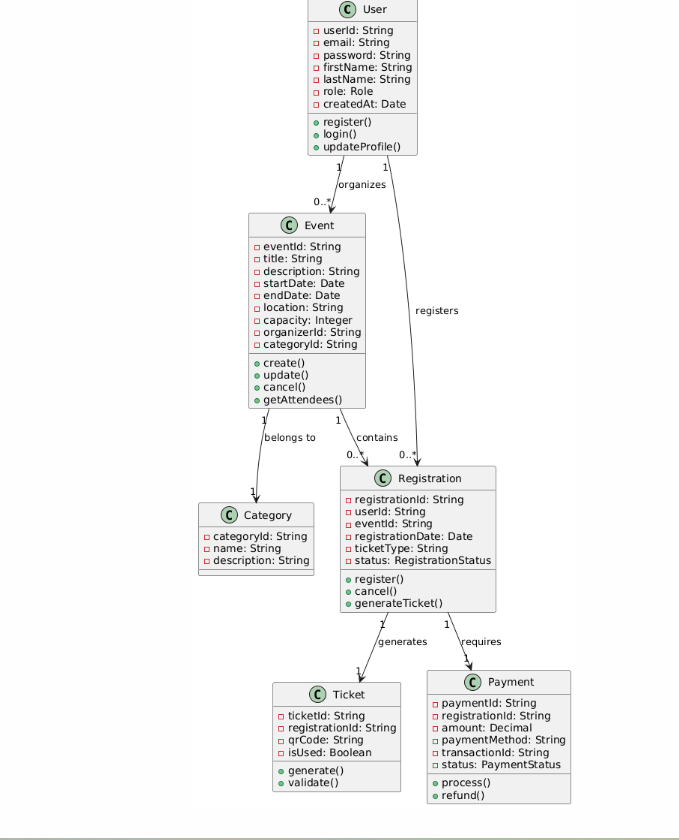 C User
userId: String
email: String
password: String
firstName: String
lastName: String
role: Role
createdAt: Date
register()
login()
updateProfile()
1
1
organizes
0..*
C Event
eventId: String
title: String
description: String
startDate: Date
endDate: Date
location: String
capacity: Integer
organizerId: String
categoryId: String
create()
update()
cancel()
getAttendees()
registers
1
1
belongs to
contains
0..*
0..*
1
C Category
categoryId: String
name: String
description: String
C Registration
registrationId: String
userId: String
eventId: String
registrationDate: Date
ticketType: String
status: RegistrationStatus
register()
cancel()
generateTicket()
1
1
generates
requires
1
1
C Ticket
ticketId: String
registrationId: String
qrCode: String
isUsed: Boolean
generate()
validate()
C Payment
paymentId: String
registrationId: String
amount: Decimal
paymentMethod: String
transactionId: String
status: PaymentStatus
process()
refund()